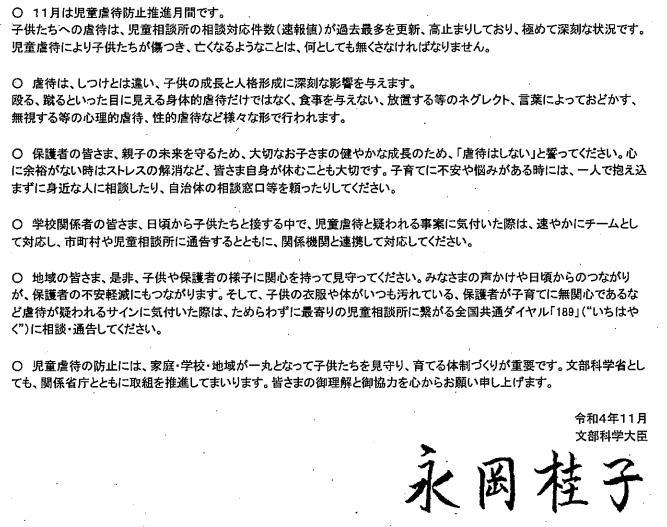 ○ 11月は児童虐待防止推進月間です。
子供たちへの虐待は、児童相談所の相談対応件数(速報値)が過去最多を更新、高止まりしており、極めて深刻な状況です。
児童虐待により子供たちが傷つき、亡くなるようなことは、何としても無くさなければなりません。
○ 虐待は、しつけとは違い、子供の成長と人格形成に深刻な影響を与えます。
殴る、蹴るといった目に見える身体的虐待だけではなく、食事を与えない、放置する等のネグレクト、言葉によっておどかす、
無視する等の心理的虐待、性的虐待など様々な形で行われます。
○ 保護者の皆さま、親子の未来を守るため、大切なお子さまの健やかな成長のため、「虐待はしない」と誓ってください。心
に余裕がない時はストレスの解消など、皆さま自身が休むことも大切です。子育てに不安や悩みがある時には、一人で抱え込
まずに身近な人に相談したり、自治体の相談窓口等を頼ったりしてください。
○ 学校関係者の皆さま、日頃から子供たちと接する中で、児童虐待と疑われる事案に気付いた際は、速やかにチームとし
て対応し、市町村や児童相談所に通告するとともに、関係機関と連携して対応してください。
○ 地域の皆さま、是非、子供や保護者の様子に関心を持って見守ってください。みなさまの声かけや日頃からのつながり
が、保護者の不安軽減にもつながります。そして、子供の衣服や体がいつも汚れている、保護者が子育てに無関心であるな
ど虐待が疑われるサインに気付いた際は、ためらわずに最寄りの児童相談所に繋がる全国共通ダイヤル「189」(“いちはや
く”)に相談・通告してください。
○ 児童虐待の防止には、家庭・学校・地域が一丸となって子供たちを見守り、育てる体制づくりが重要です。文部科学省とし
ても、関係省庁とともに取組を推進してまいります。皆さまの御理解と御協力を心からお願い申し上げます。
令和4年11月
文部科学大臣
永岡桂子